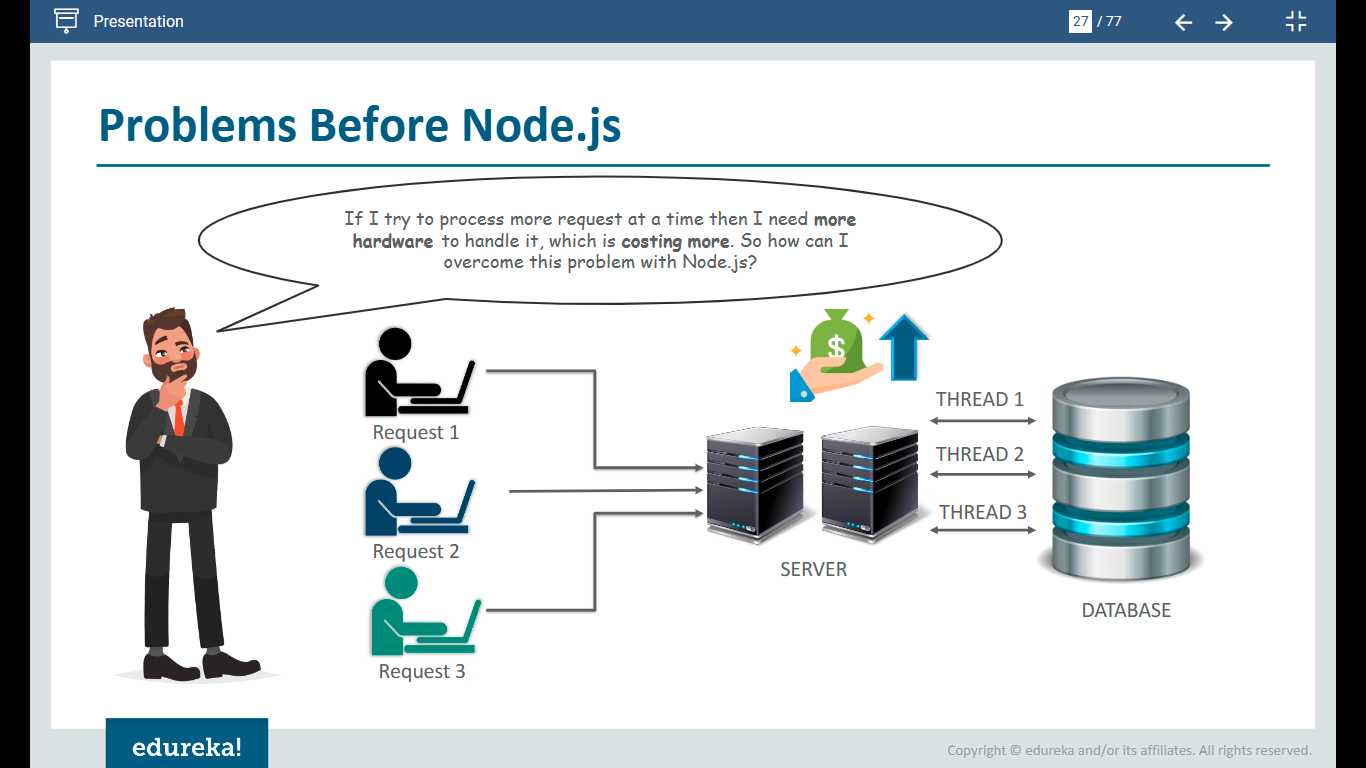 Presentation
27 / 77
Problems Before Node.js
If I try to process more request at a time then I need more
hardware to handle it, which is costing more. So how can I
overcome this problem with Node.js?
$
Request 1
Request 2
Request 3
SERVER
THREAD 1
THREAD 2
THREAD 3
DATABASE
edureka!
Copyright © edureka and/or its affiliates. All rights reserved.